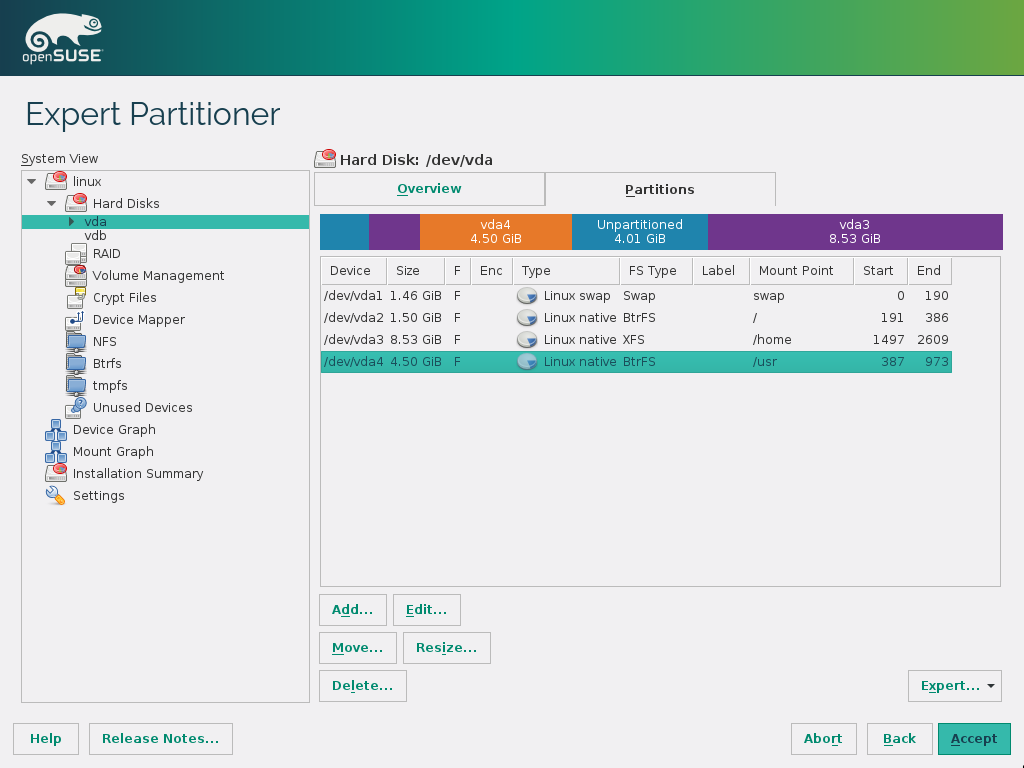 openSUSE
Expert Partitioner
System View
linux
Hard Disks
vda
vdb
RAID
Volume Management
Crypt Files
Device Mapper
NFS
Btrfs
tmpfs
Unused Devices
Device Graph
Mount Graph
Installation Summary
Settings
Hard Disk: /dev/vda
Overview Partitions
vda4 Unpartitioned vda3
4.50 GiB 4.01 GiB 8.53 GiB
Device Size F Enc Type FS Type Label Mount Point Start End
/dev/vda1 1.46 GiB F Linux swap Swap swap 0 190
/dev/vda2 1.50 GiB F Linux native BtrFS / 191 386
/dev/vda3 8.53 GiB F Linux native XFS /home 1497 2609
/dev/vda4 4.50 GiB F Linux native BtrFS /usr 387 973
Add... Edit...
Move... Resize...
Delete... Expert...
Help Release Notes... Abort Back Accept